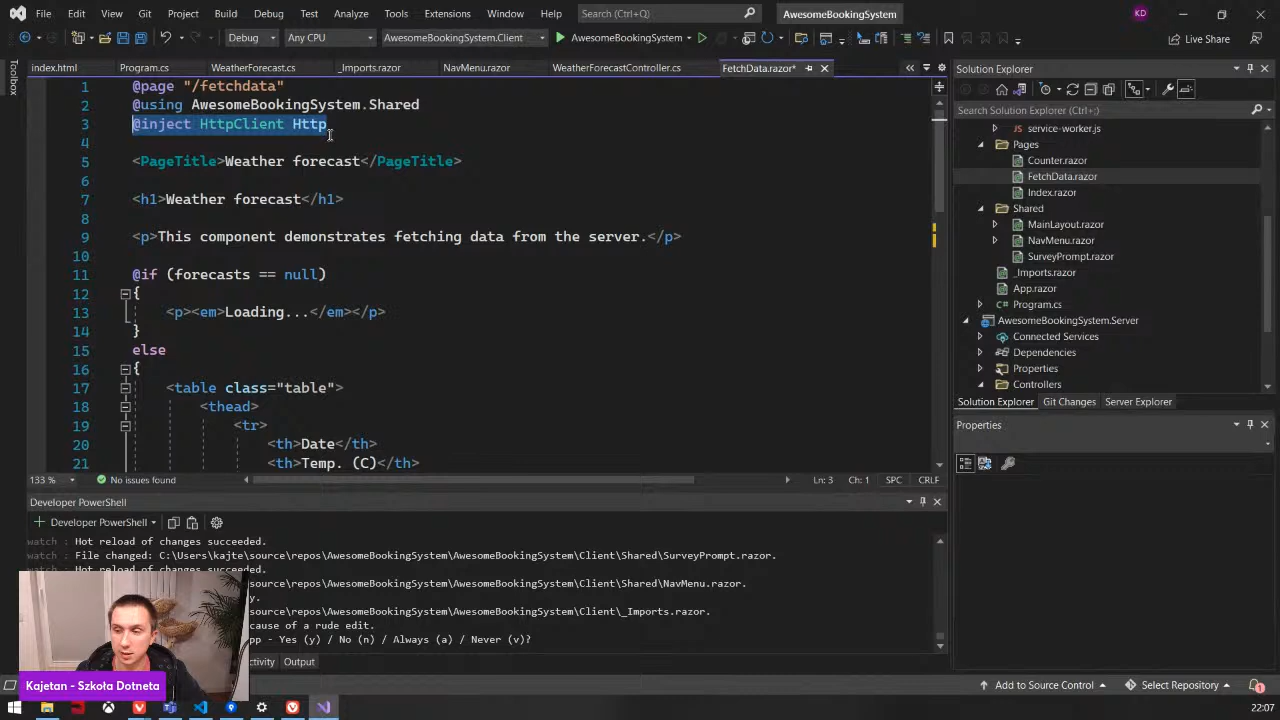 File Edit View Git Project Build Debug Test Analyze Tools Extensions Window Help Search (Ctrl+Q) AwesomeBookingSystem KD
Debug Any CPU AwesomeBookingSystem.Client AwesomeBookingSystem Live Share
Toolbox
index.html Program.cs WeatherForecast.cs _Imports.razor NavMenu.razor WeatherForecastController.cs FetchData.razor*
1 @page "/fetchdata"
2 @using AwesomeBookingSystem.Shared
3 @inject HttpClient Http
4
5 <PageTitle>Weather forecast</PageTitle>
6
7 <h1>Weather forecast</h1>
8
9 <p>This component demonstrates fetching data from the server.</p>
10
11 @if (forecasts == null)
12 {
13 <p><em>Loading...</em></p>
14 }
15 else
16 {
17 <table class="table">
18 <thead>
19 <tr>
20 <th>Date</th>
21 <th>Temp. (C)</th>
133 % No issues found Ln: 3 Ch: 1 SPC CRLF
Developer PowerShell
Developer PowerShell
watch : Hot reload of changes succeeded.
watch : File changed: C:\Users\kajte\source\repos\AwesomeBookingSystem\AwesomeBookingSystem\Client\Shared\SurveyPrompt.razor.
watch : Hot reload of changes succeeded.
\source\repos\AwesomeBookingSystem\AwesomeBookingSystem\Client\Shared\NavMenu.razor.
y.
\source\repos\AwesomeBookingSystem\AwesomeBookingSystem\Client\_Imports.razor.
cause of a rude edit.
pp - Yes (y) / No (n) / Always (a) / Never (v)?
ctivity Output
Solution Explorer
Search Solution Explorer (Ctrl+;)
service-worker.js
Pages
Counter.razor
FetchData.razor
Index.razor
Shared
MainLayout.razor
NavMenu.razor
SurveyPrompt.razor
_Imports.razor
App.razor
Program.cs
AwesomeBookingSystem.Server
Connected Services
Dependencies
Properties
Controllers
Solution Explorer Git Changes Server Explorer
Properties
Kajetan - Szkoła Dotneta
Add to Source Control Select Repository 1
22:07